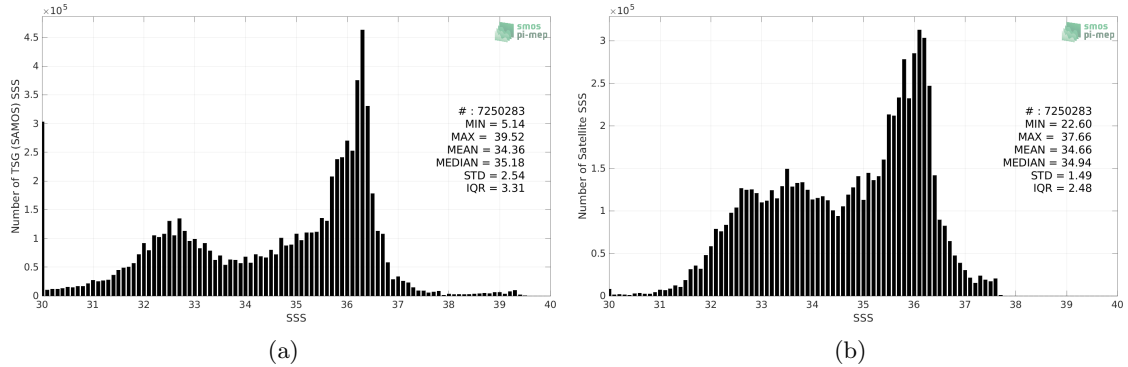 ×10⁵
4.5
4
3.5
3
2.5
2
1.5
1
0.5
0
Number of TSG (SAMOS) SSS
smos
pi-mep
# : 7250283
MIN = 5.14
MAX = 39.52
MEAN = 34.36
MEDIAN = 35.18
STD = 2.54
IQR = 3.31
30 31 32 33 34 35 36 37 38 39 40
SSS
(a)
×10⁵
3
2.5
2
1.5
1
0.5
0
Number of Satellite SSS
smos
pi-mep
# : 7250283
MIN = 22.60
MAX = 37.66
MEAN = 34.66
MEDIAN = 34.94
STD = 1.49
IQR = 2.48
30 31 32 33 34 35 36 37 38 39 40
SSS
(b)